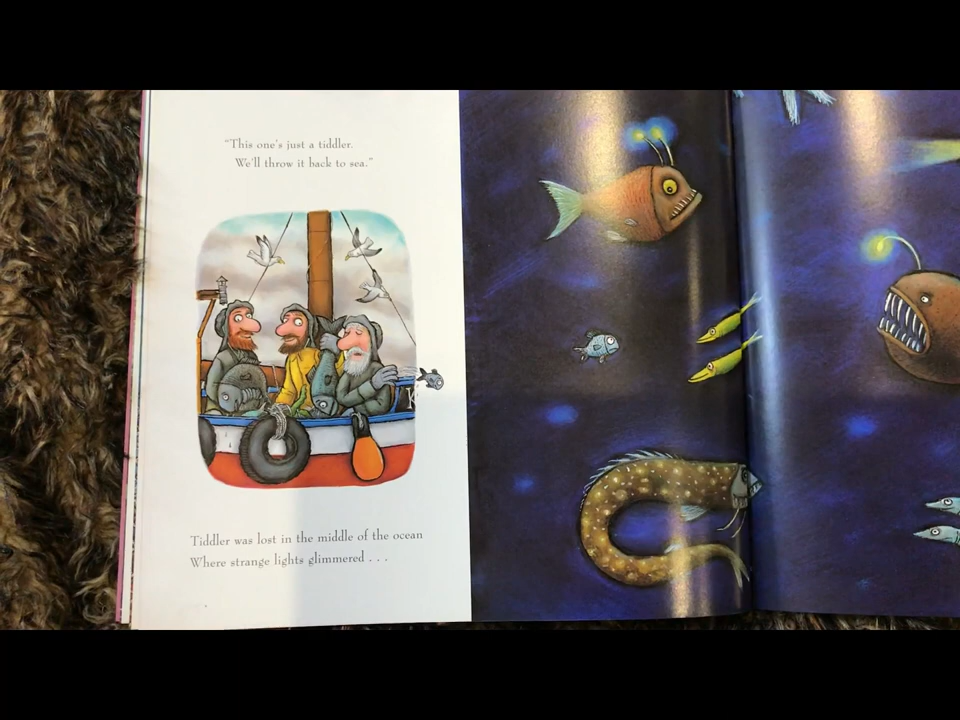 “This one’s just a tiddler.
We’ll throw it back to sea.”
K
Tiddler was lost in the middle of the ocean
Where strange lights glimmered . . .